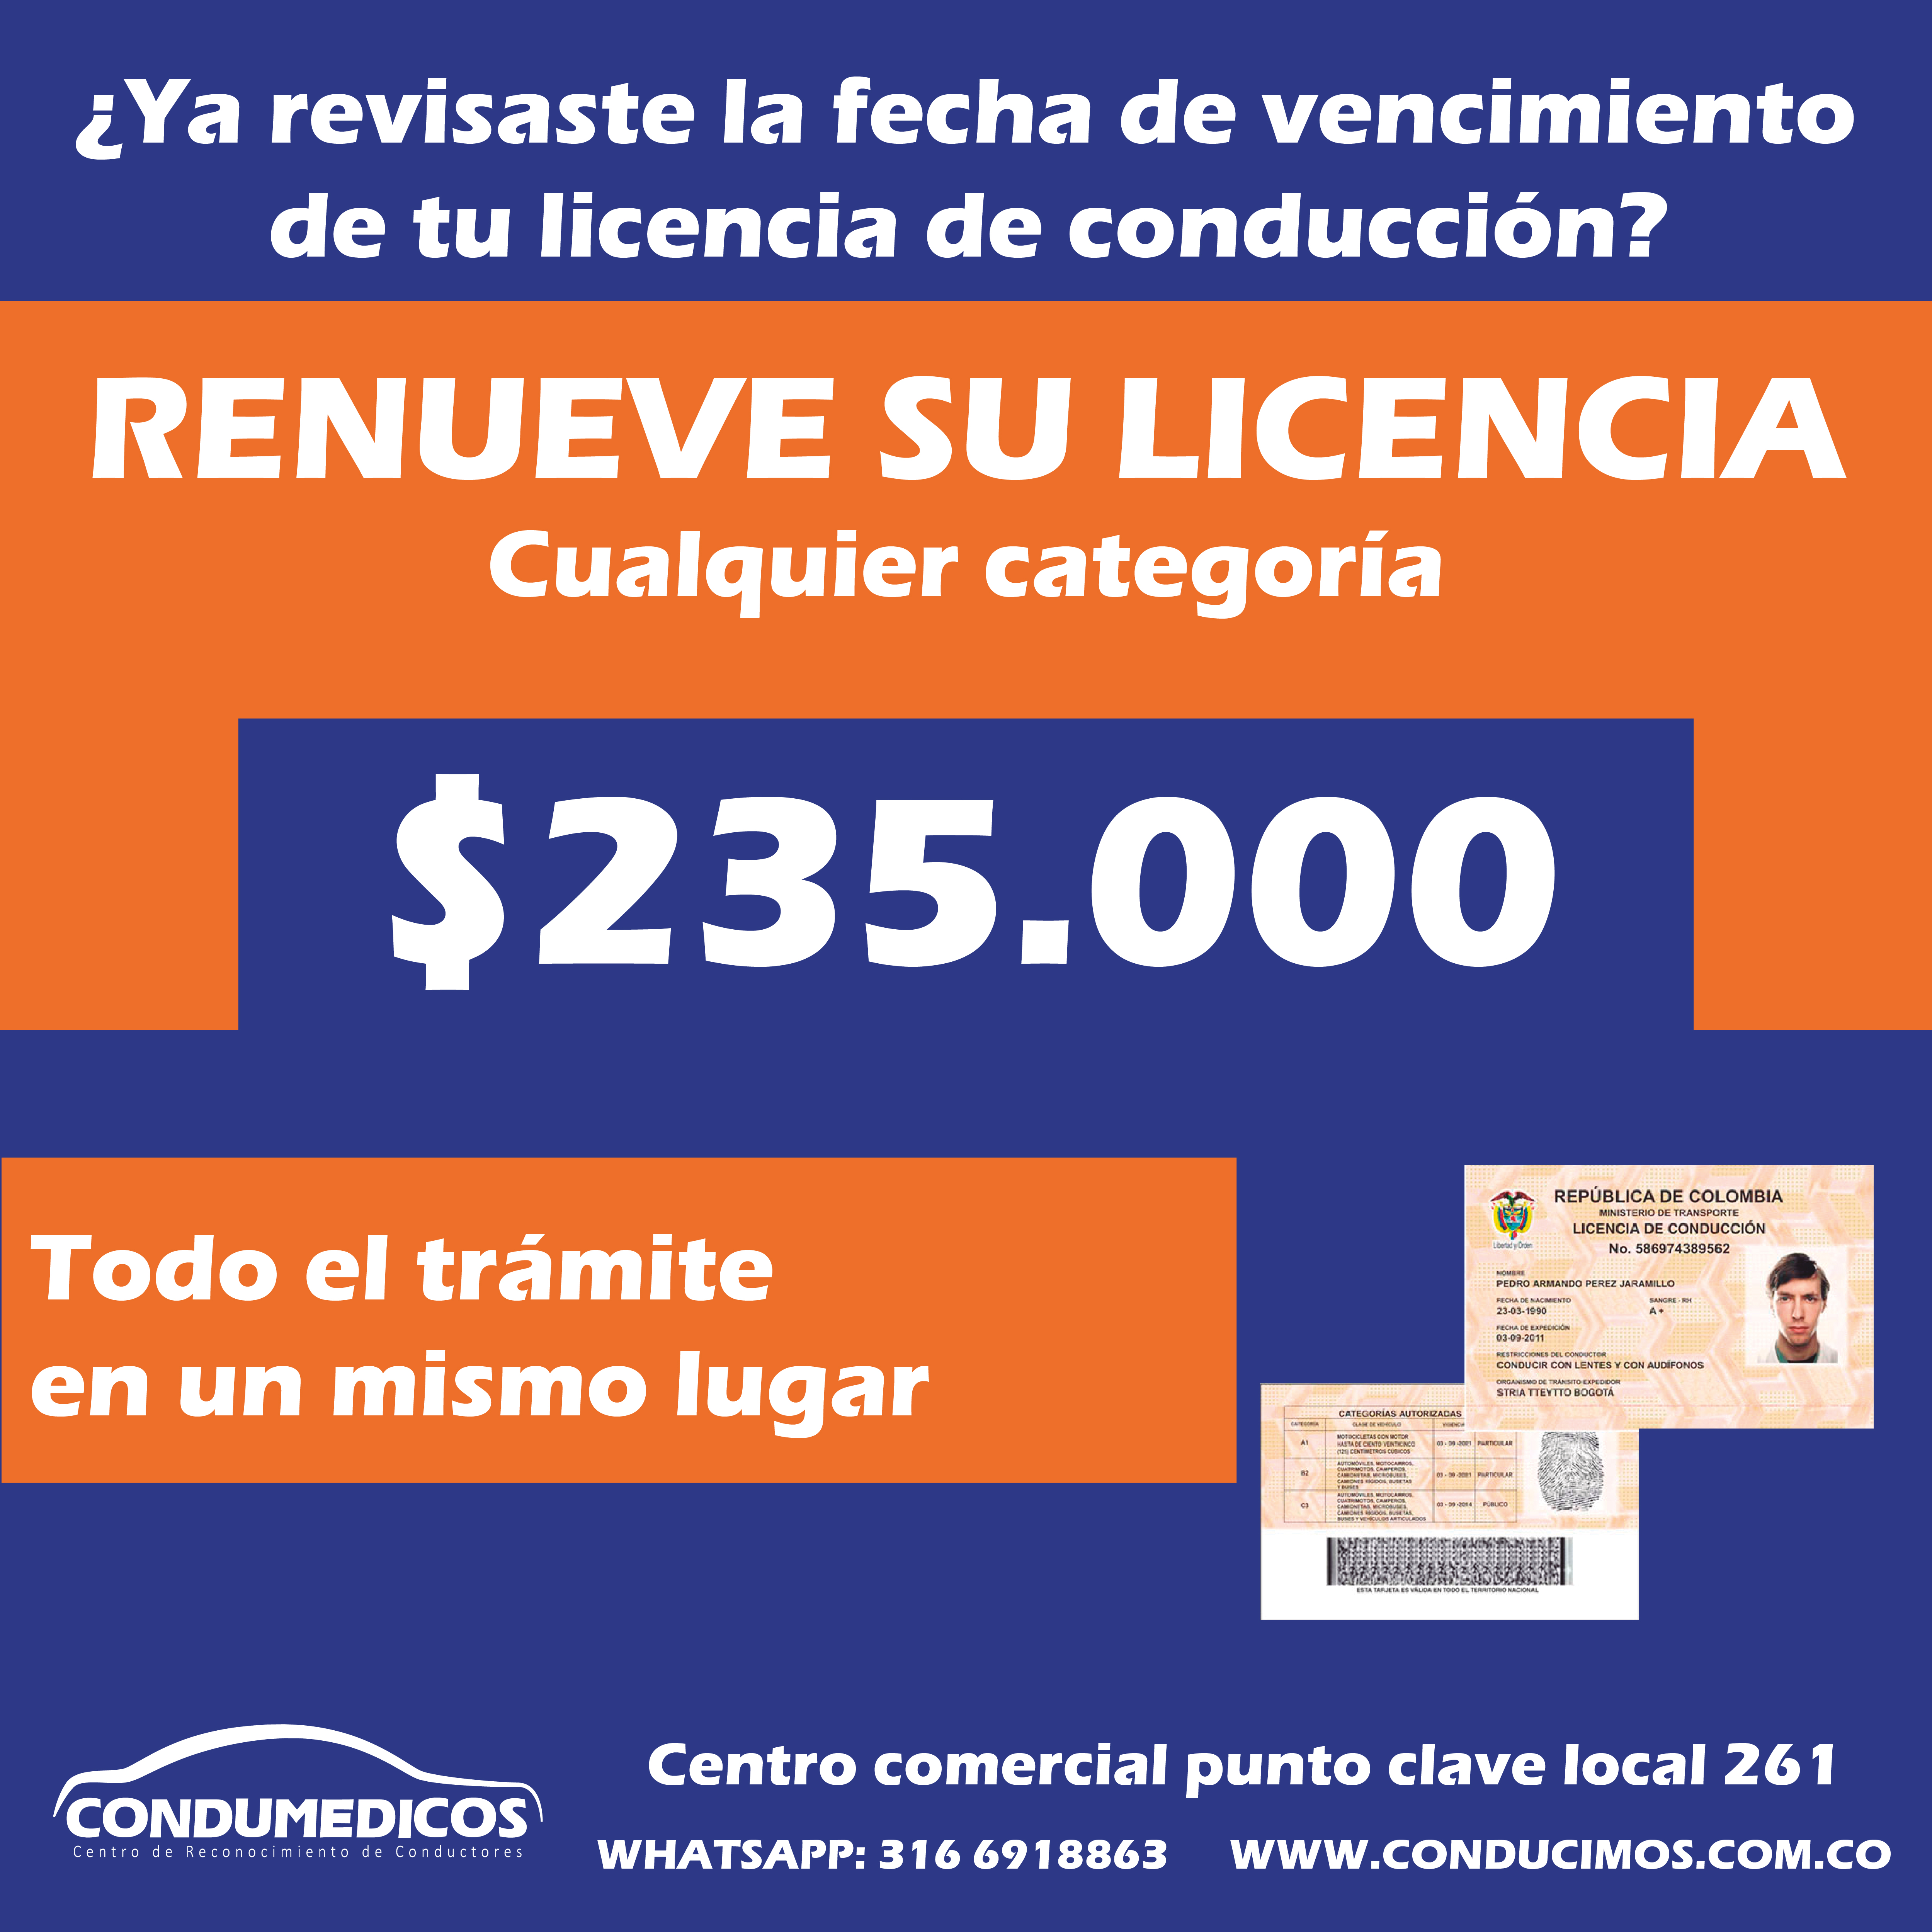 ¿Ya revisaste la fecha de vencimiento
de tu licencia de conducción?
RENUEVE SU LICENCIA
Cualquier categoría
$235.000
Todo el trámite
en un mismo lugar
REPÚBLICA DE COLOMBIA
MINISTERIO DE TRANSPORTE
LICENCIA DE CONDUCCIÓN
No. 586974389562
Libertad y Orden
NOMBRE
PEDRO ARMANDO PEREZ JARAMILLO
FECHA DE NACIMIENTO SANGRE - RH
23-03-1990 A +
FECHA DE EXPEDICIÓN
03-09-2011
RESTRICCIONES DEL CONDUCTOR
CONDUCIR CON LENTES Y CON AUDÍFONOS
ORGANISMO DE TRÁNSITO EXPEDIDOR
STRIA TTEYTTO BOGOTÁ
CATEGORÍAS AUTORIZADAS
CATEGORÍA CLASE DE VEHÍCULO
A1 MOTOCICLETAS CON MOTOR
HASTA DE CIENTO VEINTICINCO 03 - 09 -2021 PARTICULAR
(125) CENTÍMETROS CÚBICOS
AUTOMÓVILES, MOTOCARROS,
CUATRIMOTOS, CAMPEROS,
B2 CAMIONETAS, MICROBUSES, 03 - 09 -2021 PARTICULAR
CAMIONES RÍGIDOS, BUSETAS
Y BUSES
AUTOMÓVILES, MOTOCARROS,
CUATRIMOTOS, CAMPEROS,
C3 CAMIONETAS, MICROBUSES, 03 - 09 -2014 PÚBLICO
CAMIONES RÍGIDOS, BUSETAS,
BUSES Y VEHÍCULOS ARTICULADOS
ESTA TARJETA ES VÁLIDA EN TODO EL TERRITORIO NACIONAL
CONDUMEDICOS
Centro de Reconocimiento de Conductores
Centro comercial punto clave local 261
WHATSAPP: 316 6918863 WWW.CONDUCIMOS.COM.CO